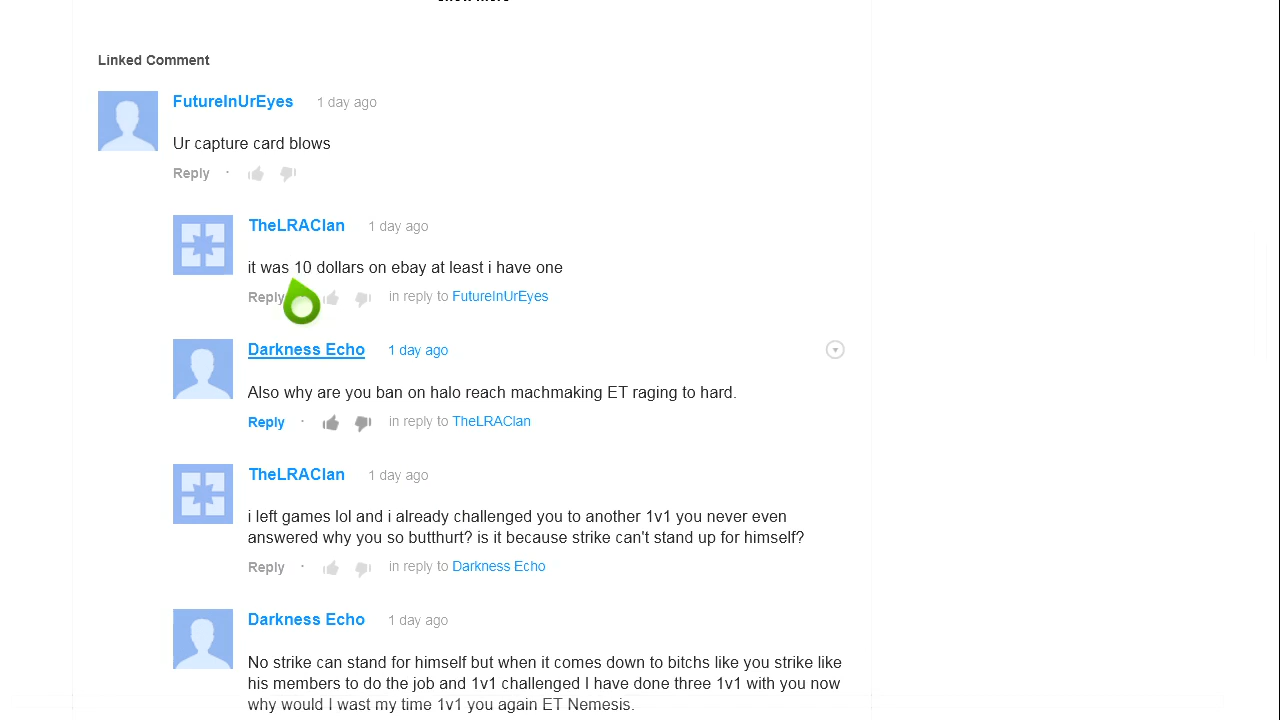 Linked Comment
FutureInUrEyes 1 day ago
Ur capture card blows
Reply ·
TheLRAClan 1 day ago
it was 10 dollars on ebay at least i have one
Reply in reply to FutureInUrEyes
Darkness Echo 1 day ago
Also why are you ban on halo reach machmaking ET raging to hard.
Reply · in reply to TheLRAClan
TheLRAClan 1 day ago
i left games lol and i already challenged you to another 1v1 you never even
answered why you so butthurt? is it because strike can't stand up for himself?
Reply · in reply to Darkness Echo
Darkness Echo 1 day ago
No strike can stand for himself but when it comes down to bitchs like you strike like
his members to do the job and 1v1 challenged I have done three 1v1 with you now
why would I wast my time 1v1 you again ET Nemesis.